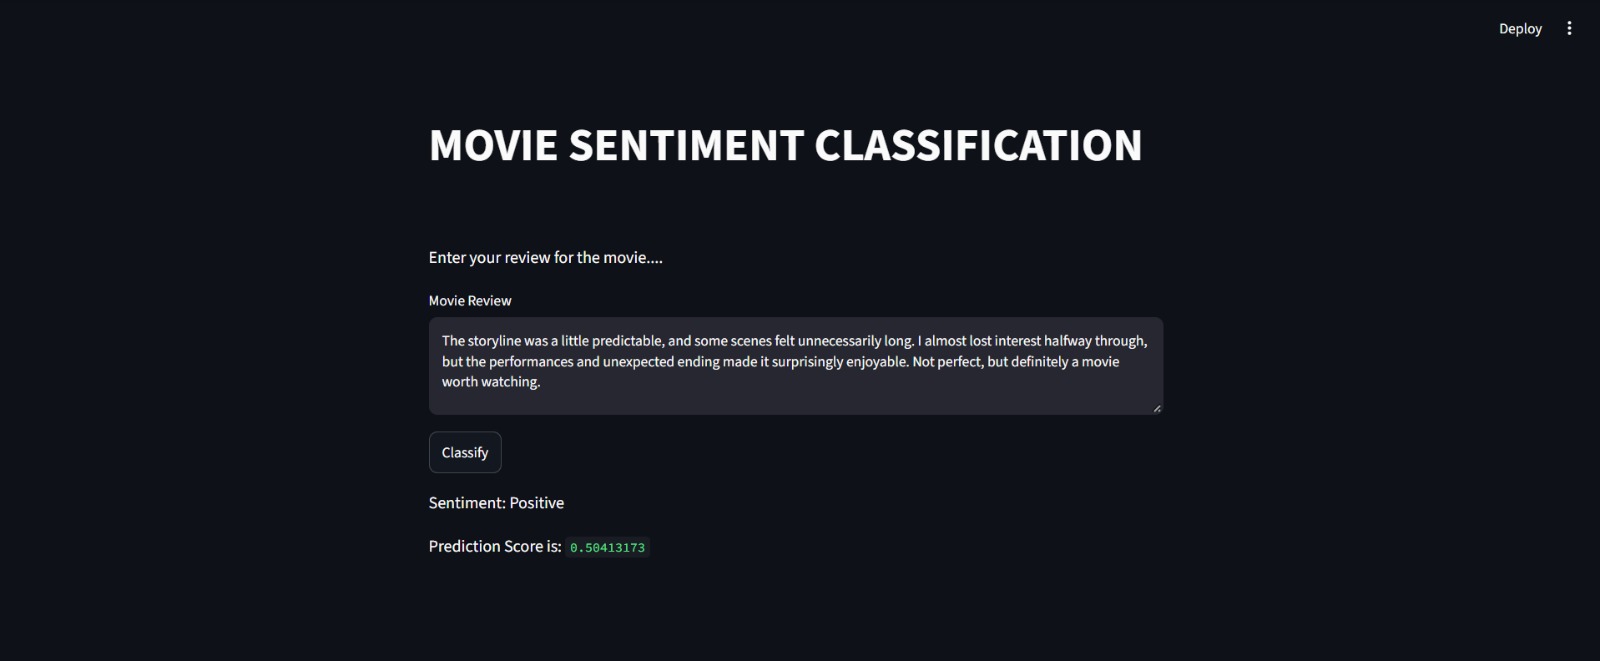 Deploy
MOVIE SENTIMENT CLASSIFICATION
Enter your review for the movie....
Movie Review
The storyline was a little predictable, and some scenes felt unnecessarily long. I almost lost interest halfway through,
but the performances and unexpected ending made it surprisingly enjoyable. Not perfect, but definitely a movie
worth watching.
Classify
Sentiment: Positive
Prediction Score is: 0.50413173